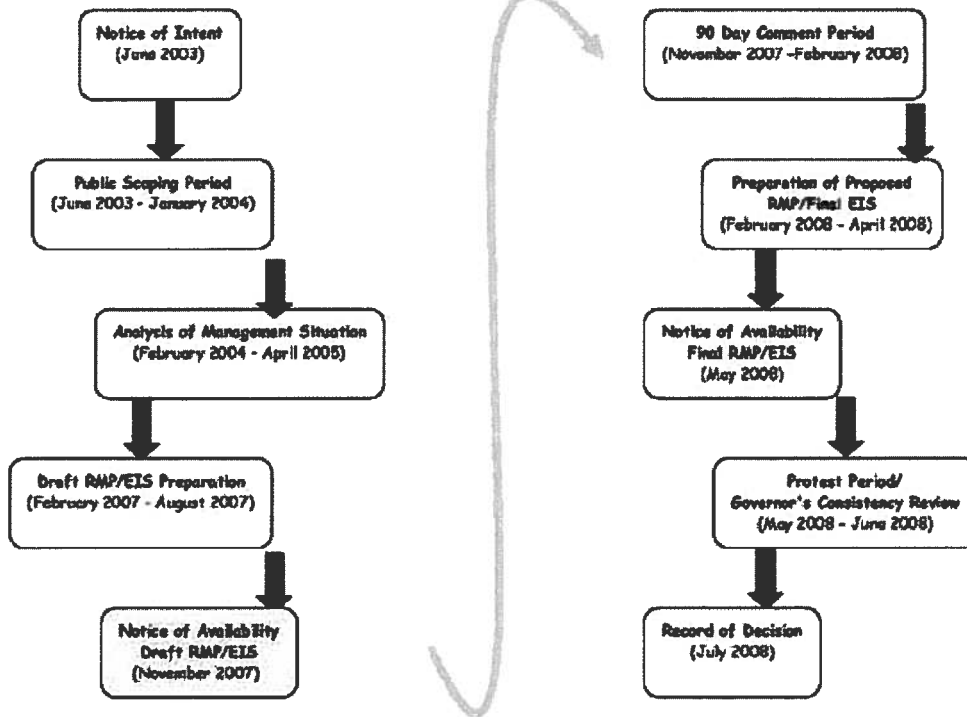 Notice of Intent
(June 2003)
Public Scoping Period
(June 2003 - January 2004)
Analysis of Management Situation
(February 2004 - April 2005)
Draft RMP/EIS Preparation
(February 2007 - August 2007)
Notice of Availability
Draft RMP/EIS
(November 2007)
90 Day Comment Period
(November 2007 -February 2008)
Preparation of Proposed
RMP/Final EIS
(February 2008 - April 2008)
Notice of Availability
Final RMP/EIS
(May 2008)
Protest Period/
Governor's Consistency Review
(May 2008 - June 2008)
Record of Decision
(July 2008)